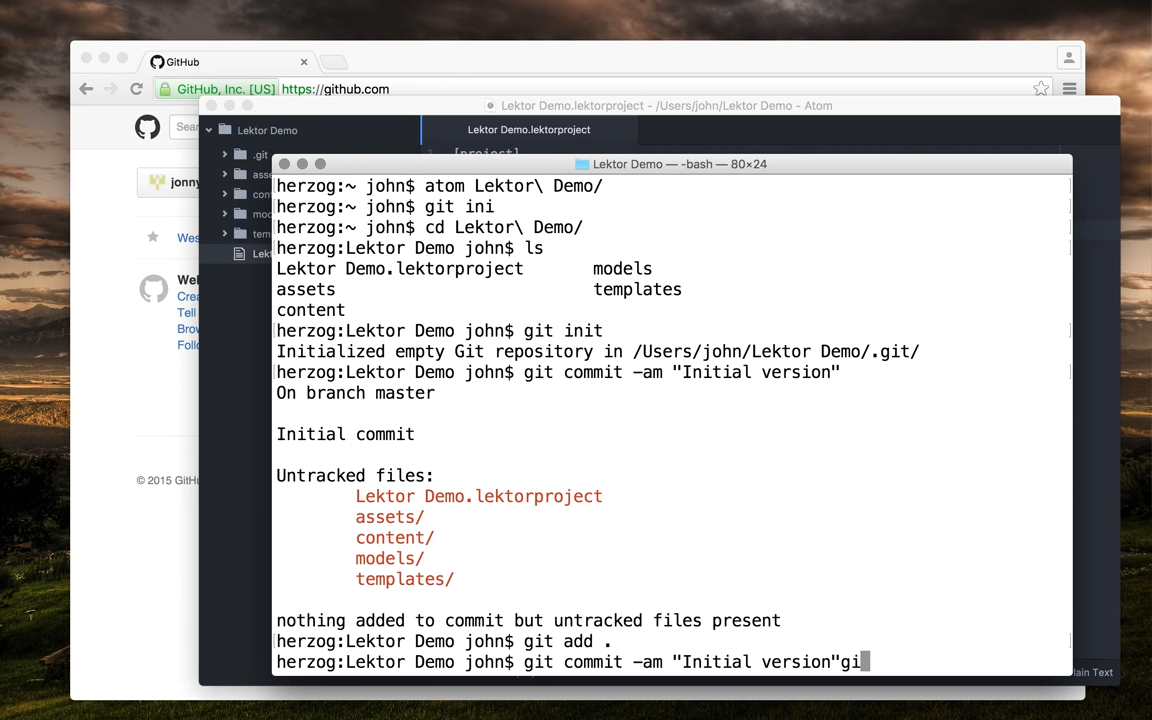 GitHub
GitHub, Inc. [US] https://github.com
Lektor Demo.lektorproject - /Users/john/Lektor Demo - Atom
Lektor Demo
Lektor Demo.lektorproject
.git
[project]
Lektor Demo — -bash — 80×24
herzog:~ john$ atom Lektor\ Demo/
herzog:~ john$ git ini
herzog:~ john$ cd Lektor\ Demo/
herzog:Lektor Demo john$ ls
Lektor Demo.lektorproject models
assets templates
content
herzog:Lektor Demo john$ git init
Initialized empty Git repository in /Users/john/Lektor Demo/.git/
herzog:Lektor Demo john$ git commit -am "Initial version"
On branch master
Initial commit
Untracked files:
Lektor Demo.lektorproject
assets/
content/
models/
templates/
nothing added to commit but untracked files present
herzog:Lektor Demo john$ git add .
herzog:Lektor Demo john$ git commit -am "Initial version"gi
jonny
Tell
© 2015 GitHu
lain Text